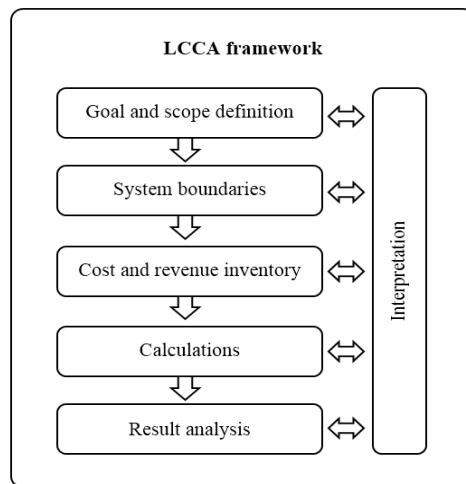 LCCA framework
Goal and scope definition
System boundaries
Cost and revenue inventory
Calculations
Result analysis
Interpretation